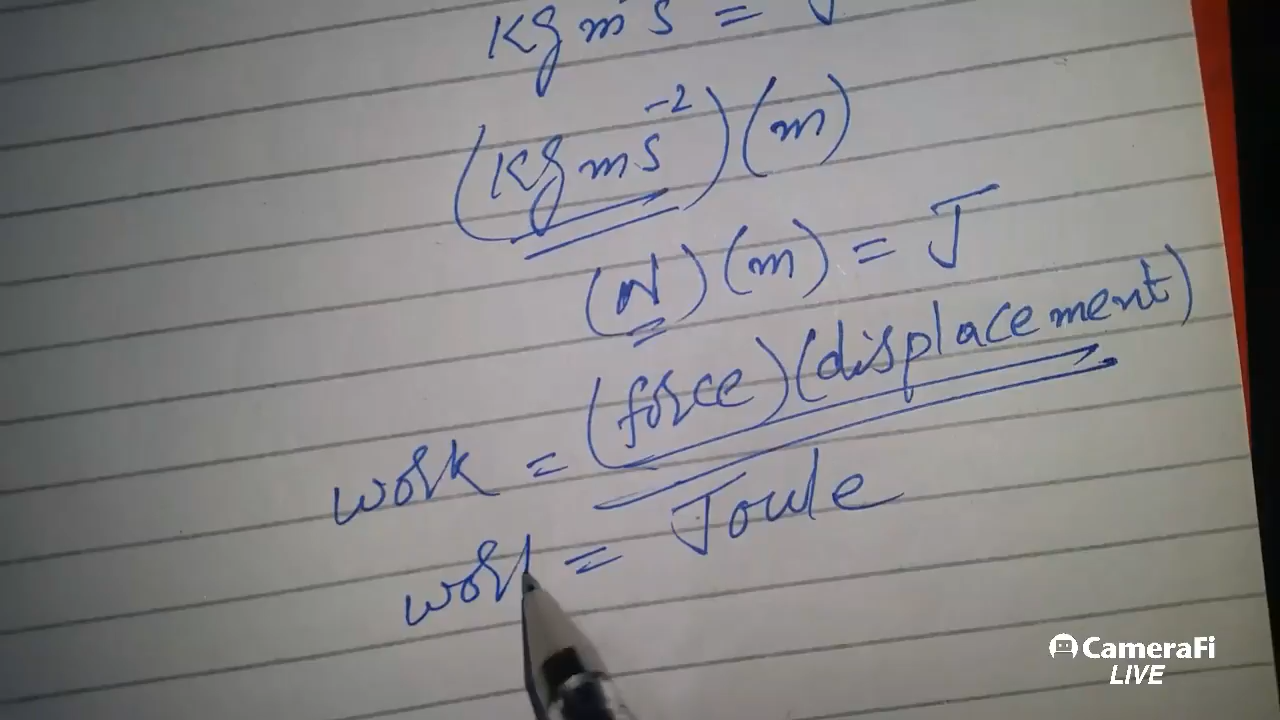 Kg m s = J
(Kg m s⁻²)(m)
(N)(m) = J
work = (force)(displacement)
work = Joule
CameraFi
LIVE